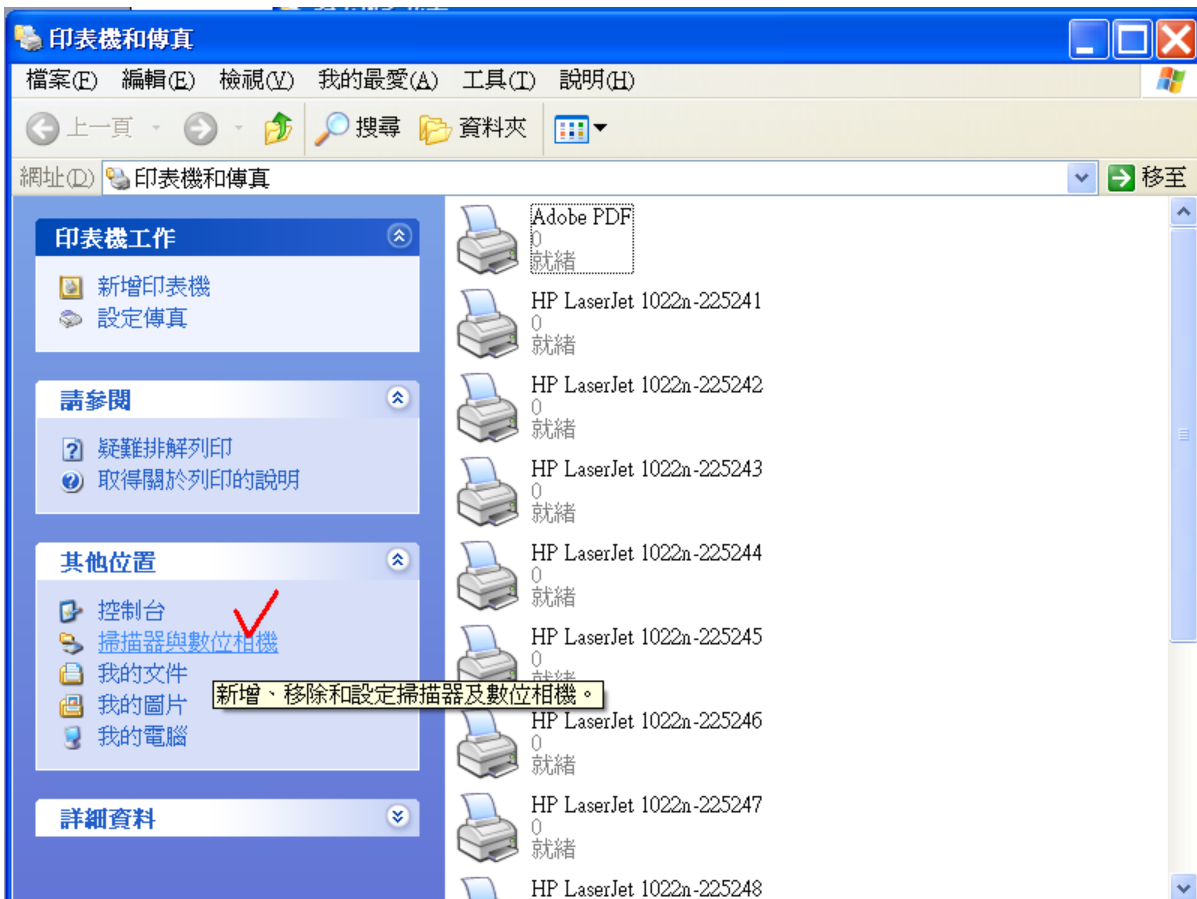 印表機和傳真
檔案(F) 編輯(E) 檢視(V) 我的最愛(A) 工具(T) 說明(H)
上一頁 搜尋 資料夾
網址(D) 印表機和傳真 移至
印表機工作
新增印表機
設定傳真
請參閱
疑難排解列印
取得關於列印的說明
其他位置
控制台
掃描器與數位相機
我的文件
我的圖片
我的電腦
新增、移除和設定掃描器及數位相機。
詳細資料
Adobe PDF
0
就緒
HP LaserJet 1022n-225241
0
就緒
HP LaserJet 1022n-225242
0
就緒
HP LaserJet 1022n-225243
0
就緒
HP LaserJet 1022n-225244
0
就緒
HP LaserJet 1022n-225245
0
就緒
HP LaserJet 1022n-225246
0
就緒
HP LaserJet 1022n-225247
0
就緒
HP LaserJet 1022n-225248